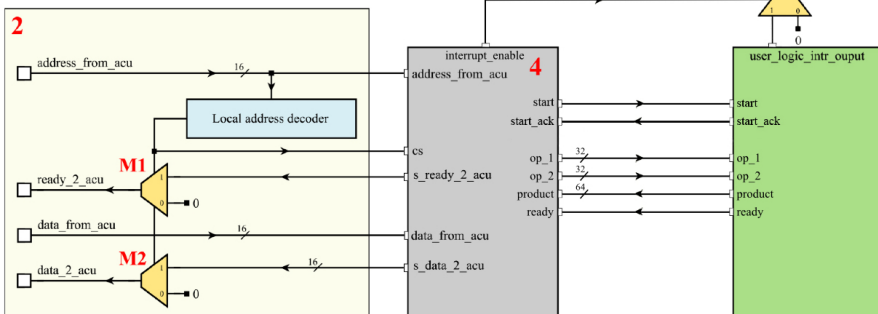 2
address_from_acu
16
Local address decoder
M1
ready_2_acu
1
0
0
data_from_acu
16
M2
data_2_acu
1
16
0
0
interrupt_enable
4
address_from_acu
cs
s_ready_2_acu
data_from_acu
s_data_2_acu
start
start_ack
op_1
op_2
product
ready
32
32
64
1
0
0
user_logic_intr_ouput
start
start_ack
op_1
op_2
product
ready